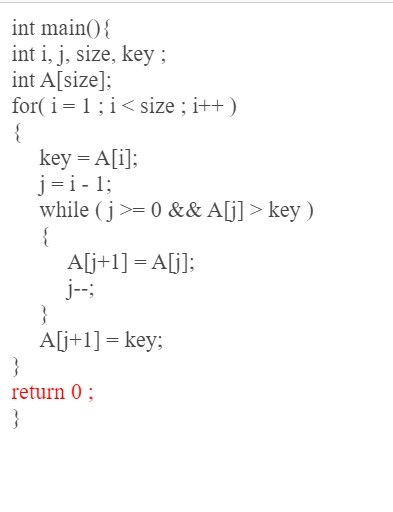 int main(){
int i, j, size, key ;
int A[size];
for( i = 1 ; i < size ; i++ )
{
key = A[i];
j = i - 1;
while ( j >= 0 && A[j] > key )
{
A[j+1] = A[j];
j--;
}
A[j+1] = key;
}
return 0 ;
}